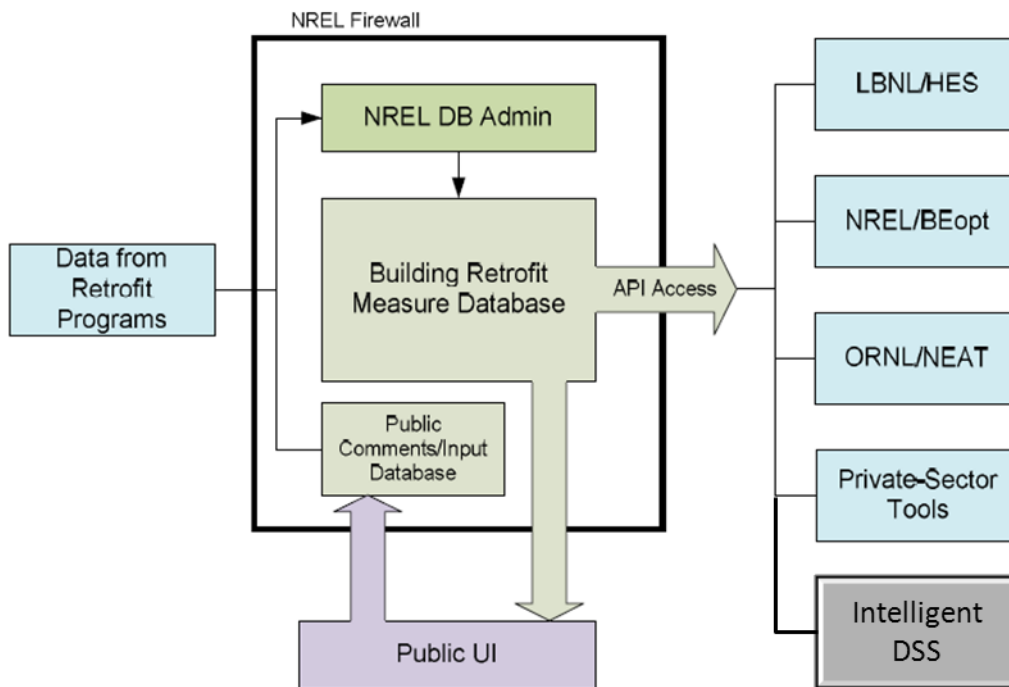 NREL Firewall
NREL DB Admin
Data from
Retrofit
Programs
Building Retrofit
Measure Database
API Access
Public
Comments/Input
Database
Public UI
LBNL/HES
NREL/BEopt
ORNL/NEAT
Private-Sector
Tools
Intelligent
DSS